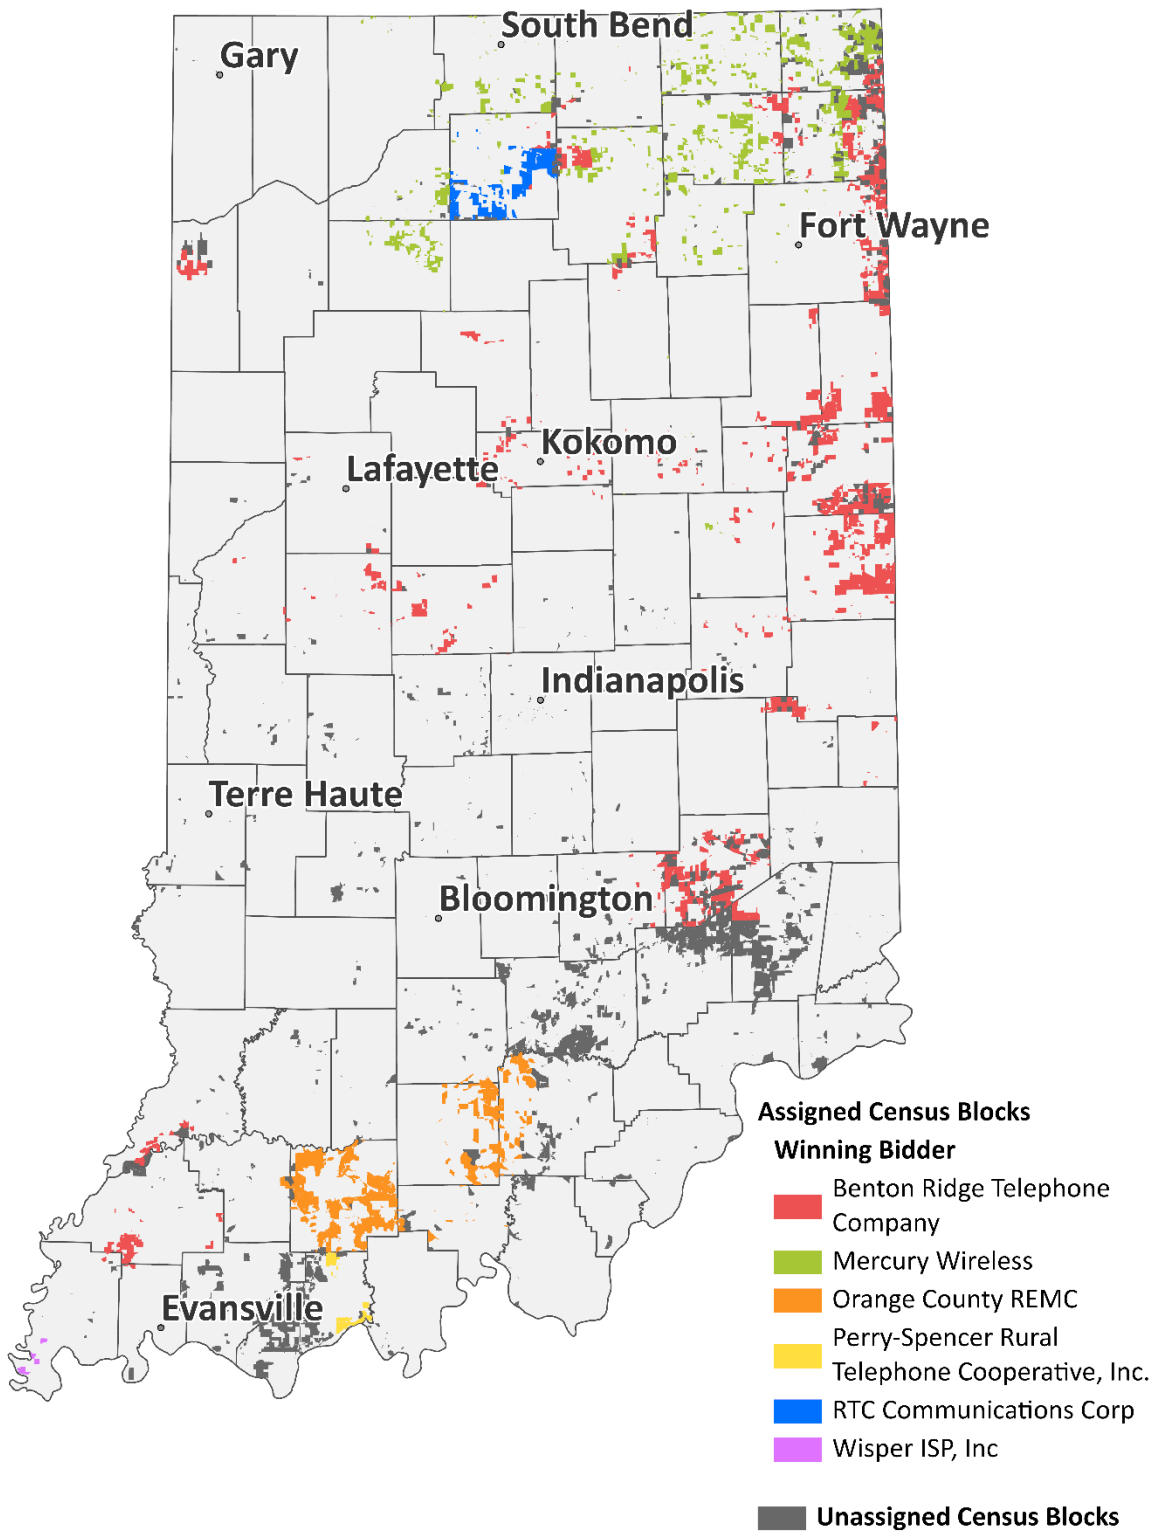 South Bend
Gary
Fort Wayne
Kokomo
Lafayette
Indianapolis
Terre Haute
Bloomington
Evansville
Assigned Census Blocks
Winning Bidder
Benton Ridge Telephone
Company
Mercury Wireless
Orange County REMC
Perry-Spencer Rural
Telephone Cooperative, Inc.
RTC Communications Corp
Wisper ISP, Inc
Unassigned Census Blocks